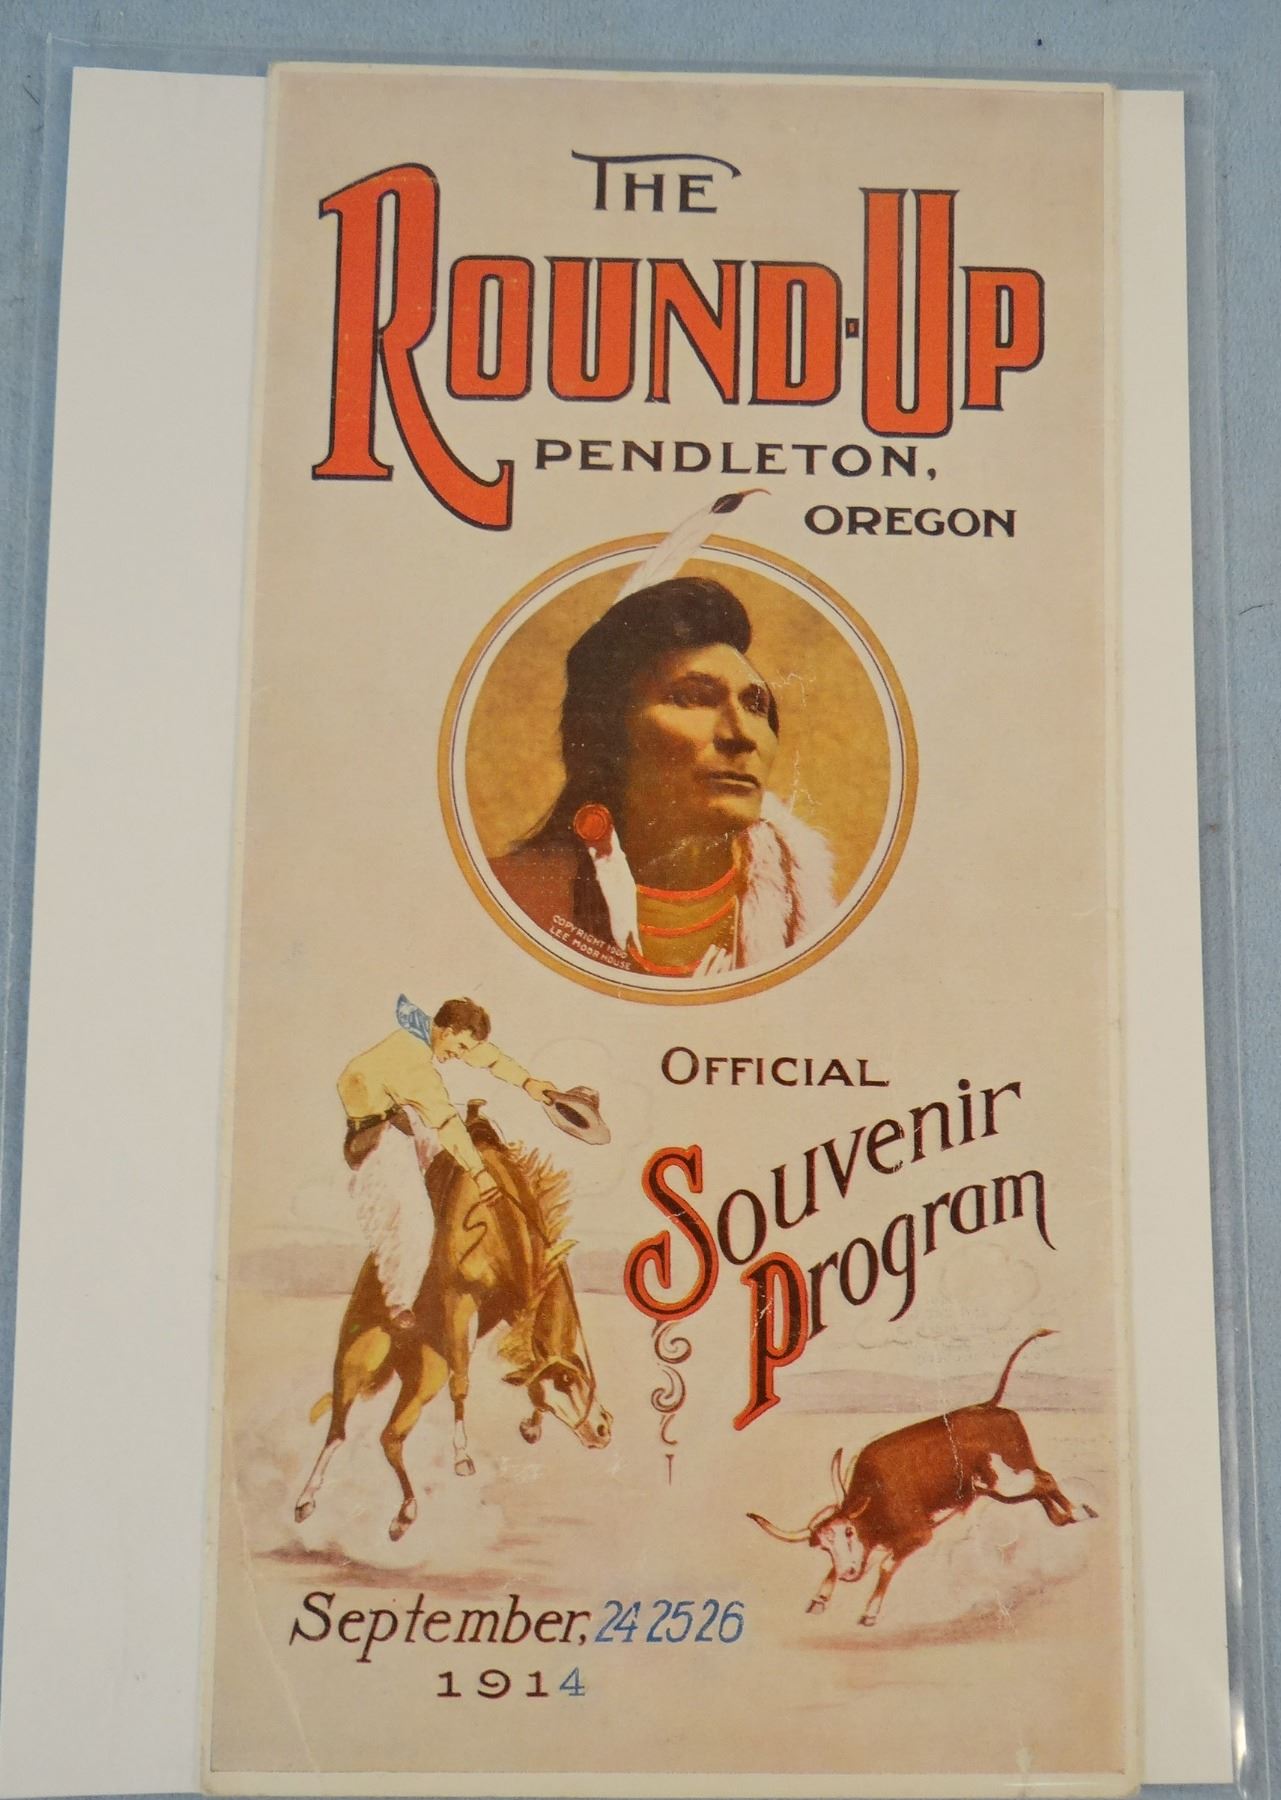 THE
ROUND-UP
PENDLETON,
OREGON
COPYRIGHT 1900
LEE MOORHOUSE
OFFICIAL
Souvenir
Program
September, 24 25 26
1914